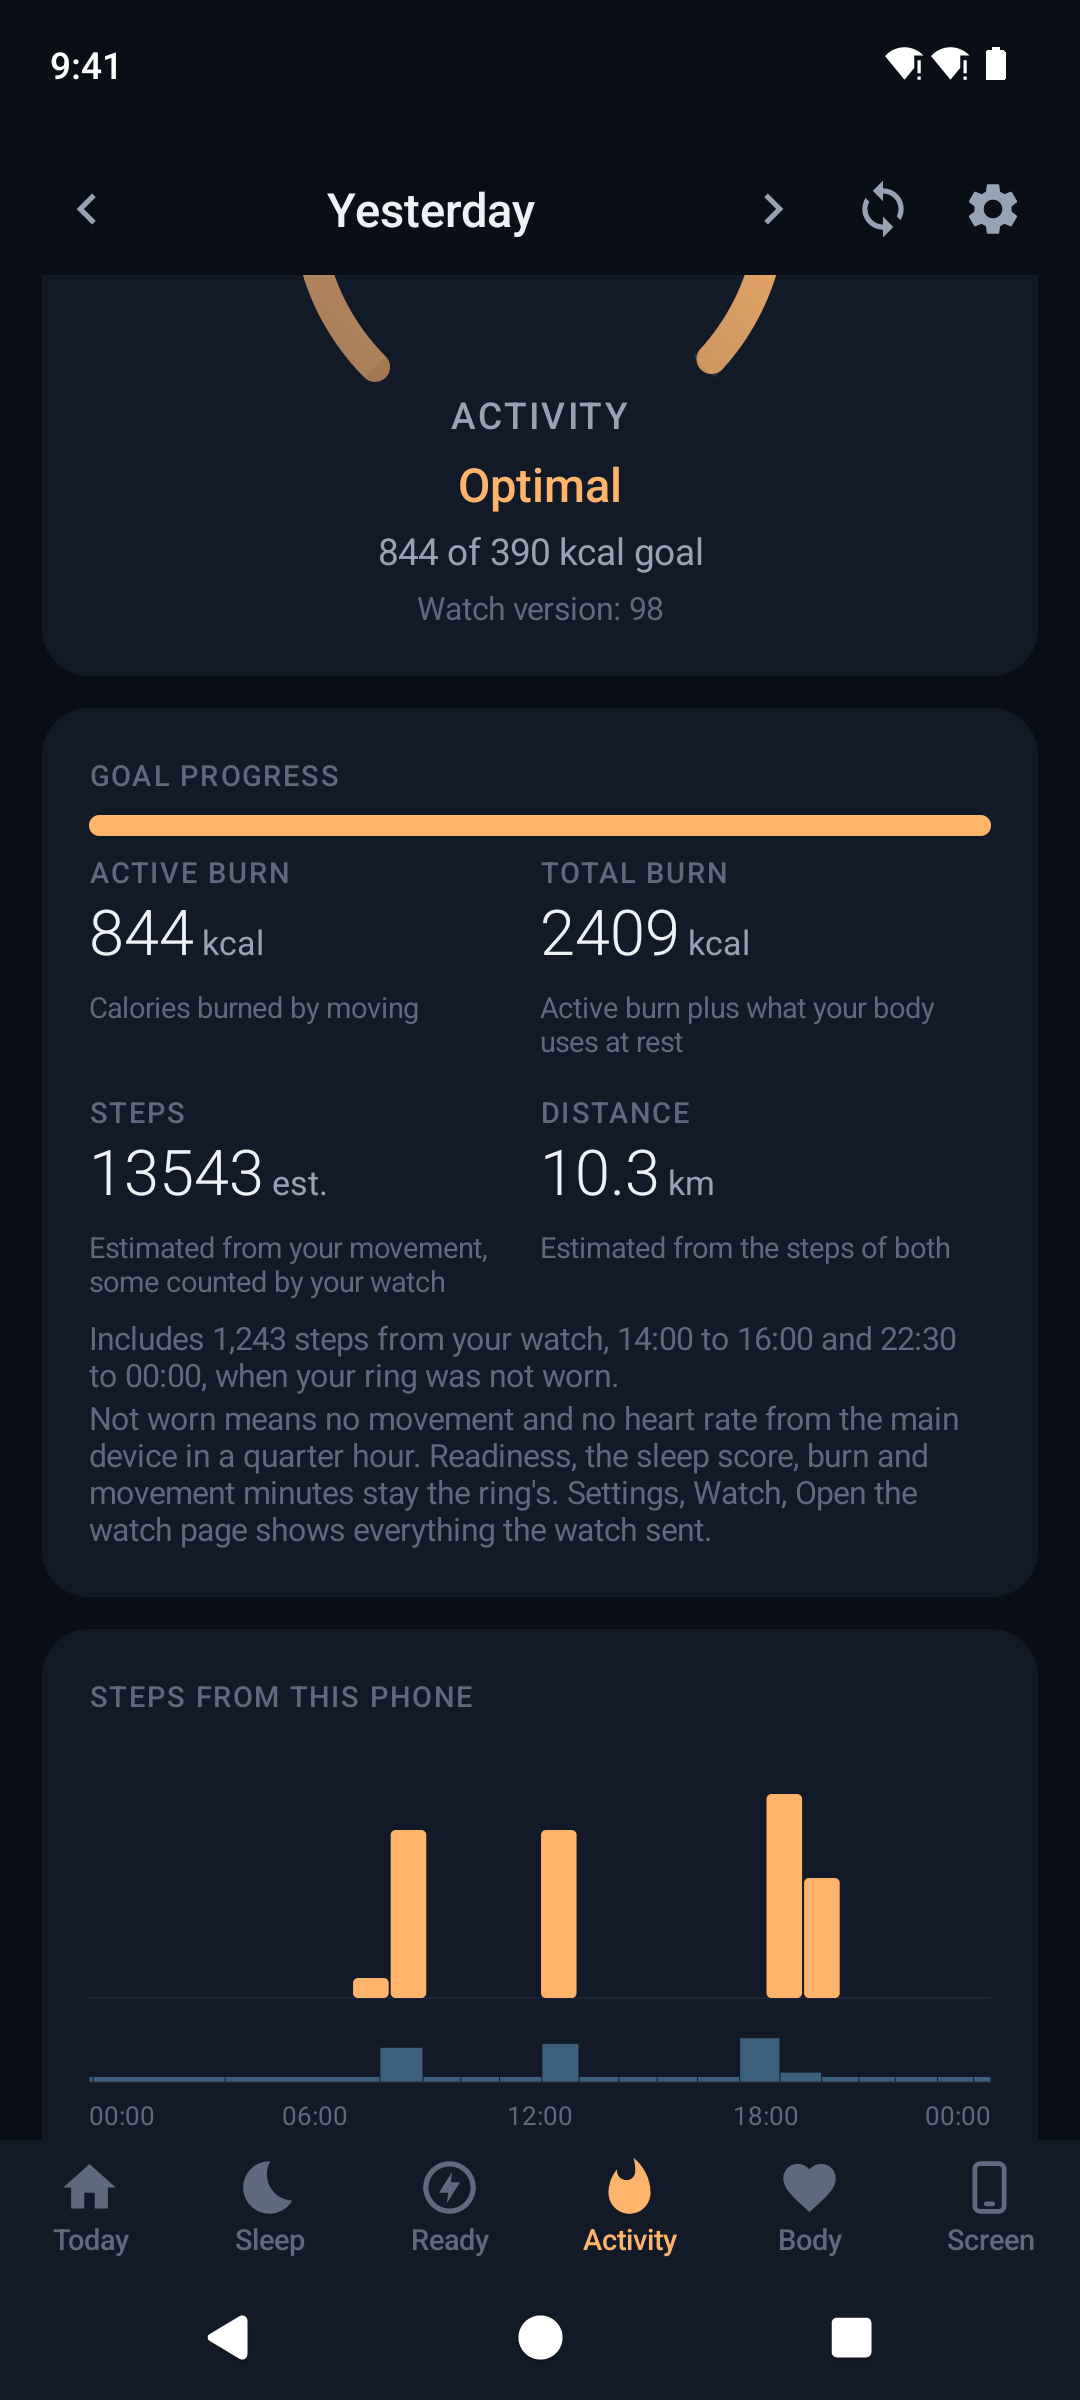 9:41
Yesterday
ACTIVITY
Optimal
844 of 390 kcal goal
Watch version: 98
GOAL PROGRESS
ACTIVE BURN
844 kcal
Calories burned by moving
TOTAL BURN
2409 kcal
Active burn plus what your body
uses at rest
STEPS
13543 est.
Estimated from your movement,
some counted by your watch
DISTANCE
10.3 km
Estimated from the steps of both
Includes 1,243 steps from your watch, 14:00 to 16:00 and 22:30
to 00:00, when your ring was not worn.
Not worn means no movement and no heart rate from the main
device in a quarter hour. Readiness, the sleep score, burn and
movement minutes stay the ring's. Settings, Watch, Open the
watch page shows everything the watch sent.
STEPS FROM THIS PHONE
00:00 06:00 12:00 18:00 00:00
Today Sleep Ready Activity Body Screen